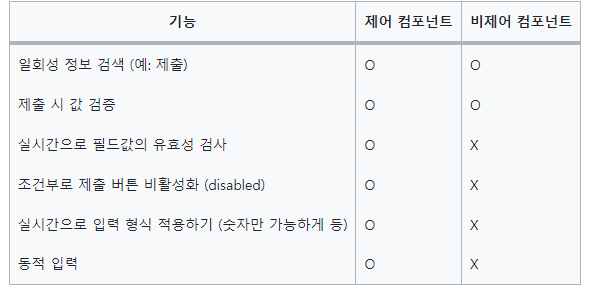 기능 제어 컴포넌트 비제어 컴포넌트
일회성 정보 검색 (예: 제출) O O
제출 시 값 검증 O O
실시간으로 필드값의 유효성 검사 O X
조건부로 제출 버튼 비활성화 (disabled) O X
실시간으로 입력 형식 적용하기 (숫자만 가능하게 등) O X
동적 입력 O X